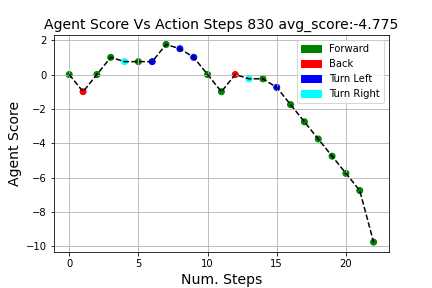 Agent Score Vs Action Steps 830 avg_score:-4.775
2
0
−2
−4
−6
−8
−10
Agent Score
Forward
Back
Turn Left
Turn Right
0 5 10 15 20
Num. Steps